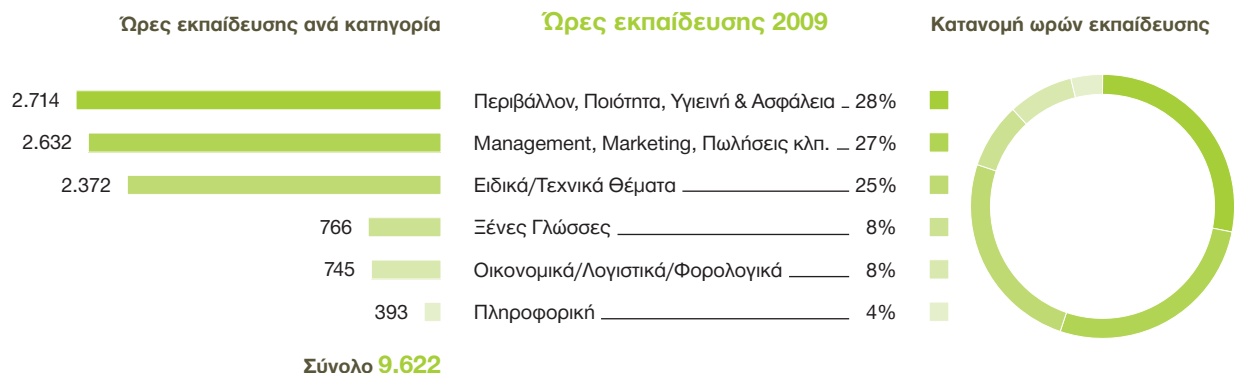 Ώρες εκπαίδευσης ανά κατηγορία
Ώρες εκπαίδευσης 2009
Κατανομή ωρών εκπαίδευσης
2.714 Περιβάλλον, Ποιότητα, Υγιεινή & Ασφάλεια 28%
2.632 Management, Marketing, Πωλήσεις κλπ. 27%
2.372 Ειδικά/Τεχνικά Θέματα 25%
766 Ξένες Γλώσσες 8%
745 Οικονομικά/Λογιστικά/Φορολογικά 8%
393 Πληροφορική 4%
Σύνολο 9.622